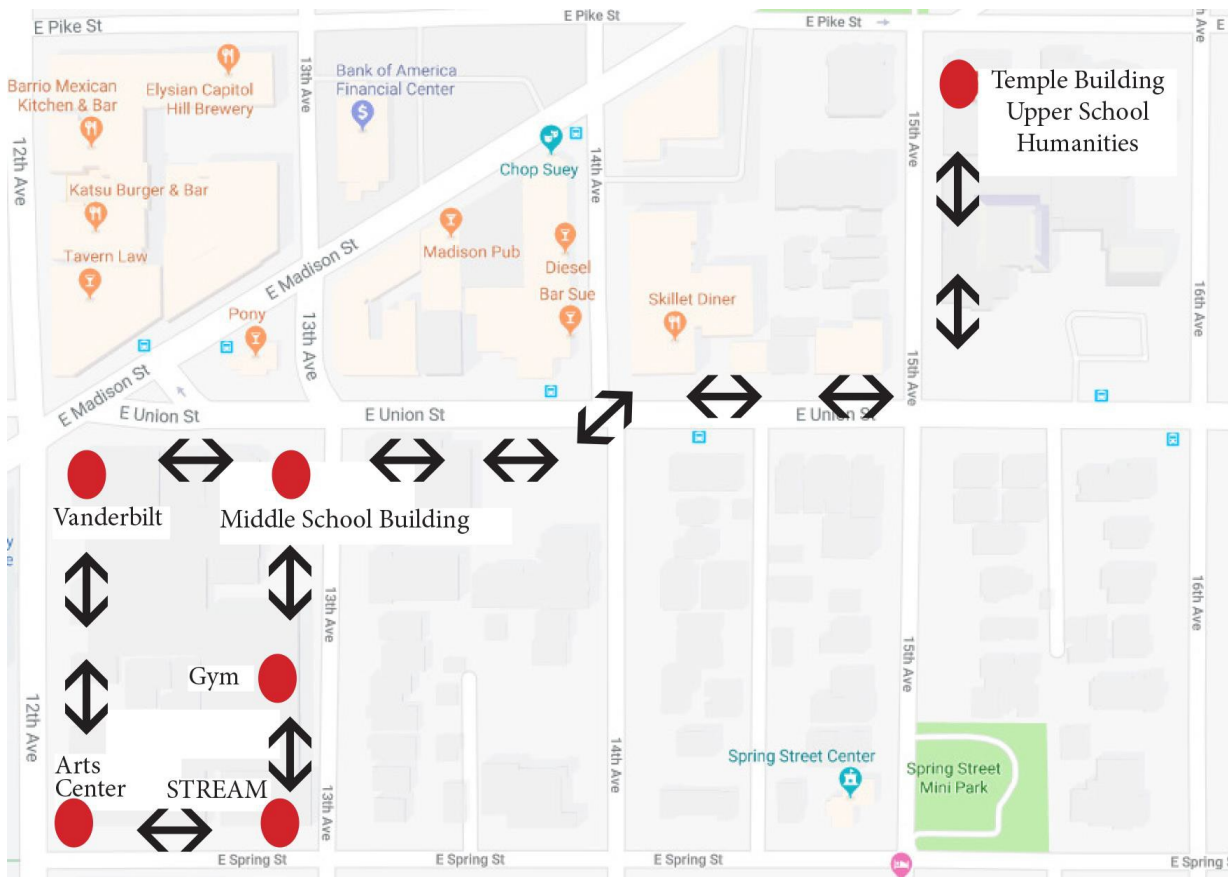 E Pike St
E Pike St
E Pike St
16th Ave
E
13th Ave
Elysian Capitol
Hill Brewery
Barrio Mexican
Kitchen & Bar
Bank of America
Financial Center
Temple Building
Upper School
Humanities
12th Ave
15th Ave
14th Ave
Chop Suey
Katsu Burger & Bar
Tavern Law
Madison Pub
E Madison St
Diesel
Bar Sue
Skillet Diner
16th Ave
Pony
13th Ave
15th Ave
E Madison St
E Union St
E Union St
E Union St
Vanderbilt
Middle School Building
y
e
13th Ave
16th Ave
Gym
15th Ave
12th Ave
14th Ave
Arts
Center
STREAM
13th Ave
Spring Street Center
Spring Street
Mini Park
E Spring St
E Spring St
E Spring St
E Spring S